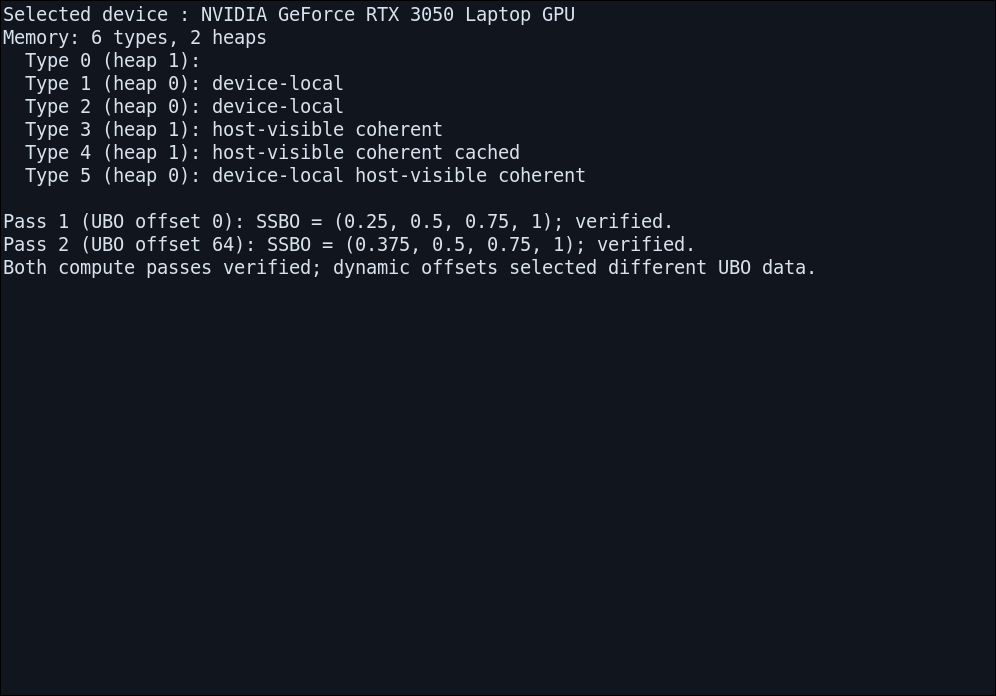 Selected device : NVIDIA GeForce RTX 3050 Laptop GPU
Memory: 6 types, 2 heaps
  Type 0 (heap 1):
  Type 1 (heap 0): device-local
  Type 2 (heap 0): device-local
  Type 3 (heap 1): host-visible coherent
  Type 4 (heap 1): host-visible coherent cached
  Type 5 (heap 0): device-local host-visible coherent

Pass 1 (UBO offset 0): SSBO = (0.25, 0.5, 0.75, 1); verified.
Pass 2 (UBO offset 64): SSBO = (0.375, 0.5, 0.75, 1); verified.
Both compute passes verified; dynamic offsets selected different UBO data.